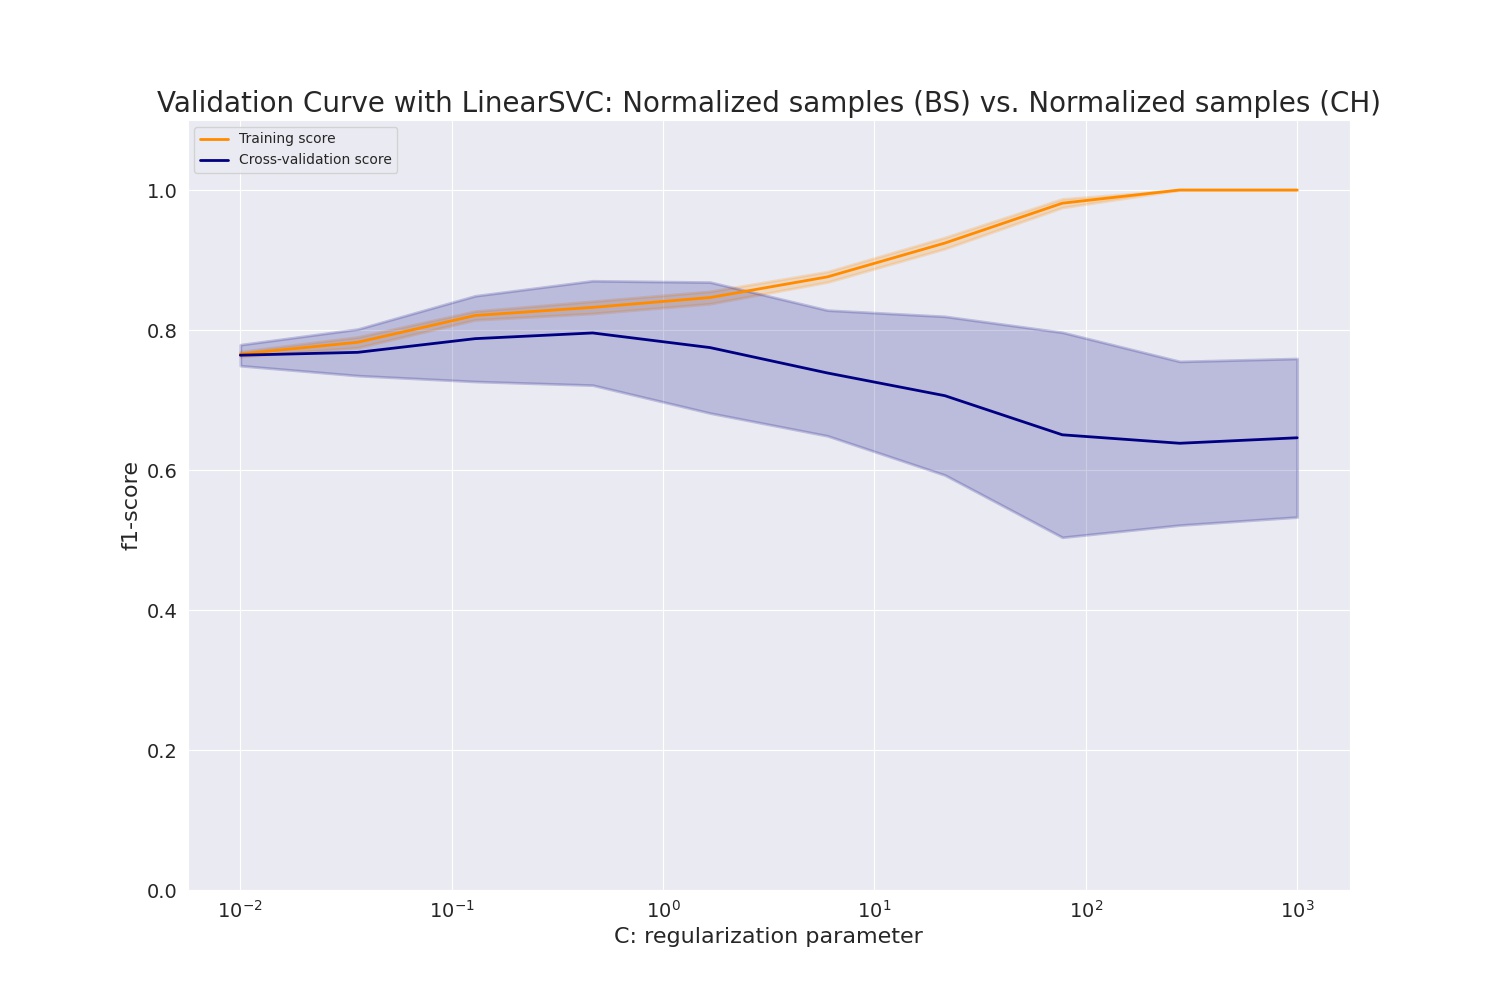 Validation Curve with LinearSVC: Normalized samples (BS) vs. Normalized samples (CH)
Training score
Cross-validation score
1.0
0.8
0.6
0.4
0.2
0.0
f1-score
10⁻² 10⁻¹ 10⁰ 10¹ 10² 10³
C: regularization parameter